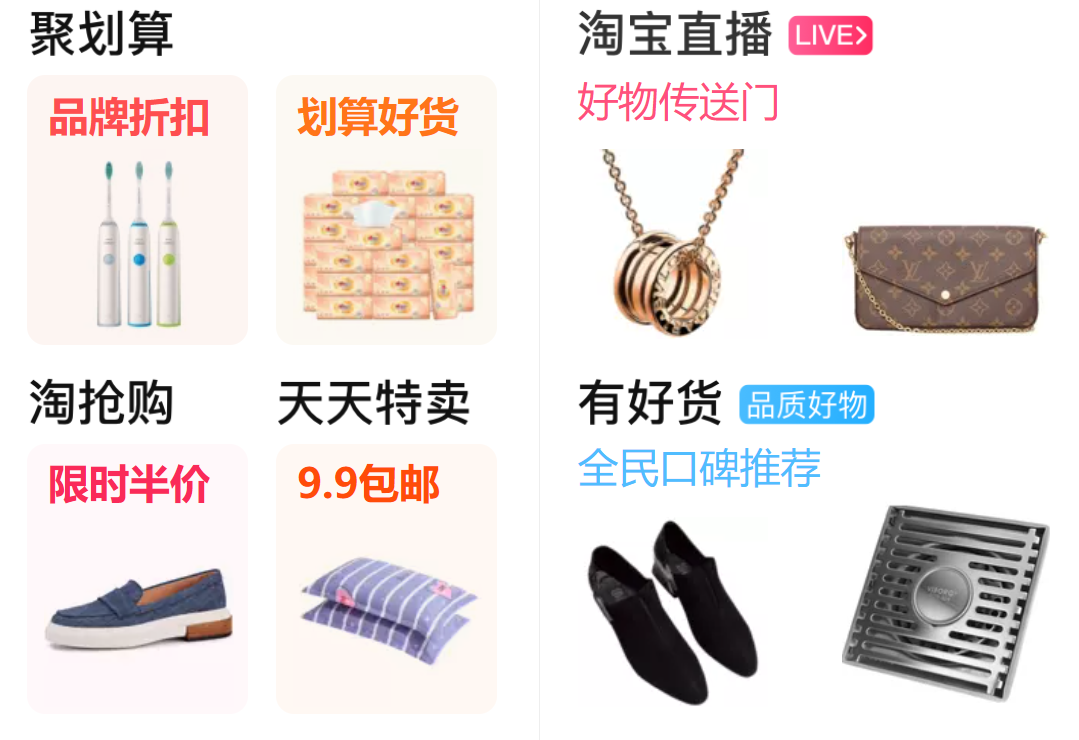 聚划算
品牌折扣
划算好货
淘宝直播 LIVE>
好物传送门
淘抢购
天天特卖
限时半价
9.9包邮
有好货 品质好物
全民口碑推荐